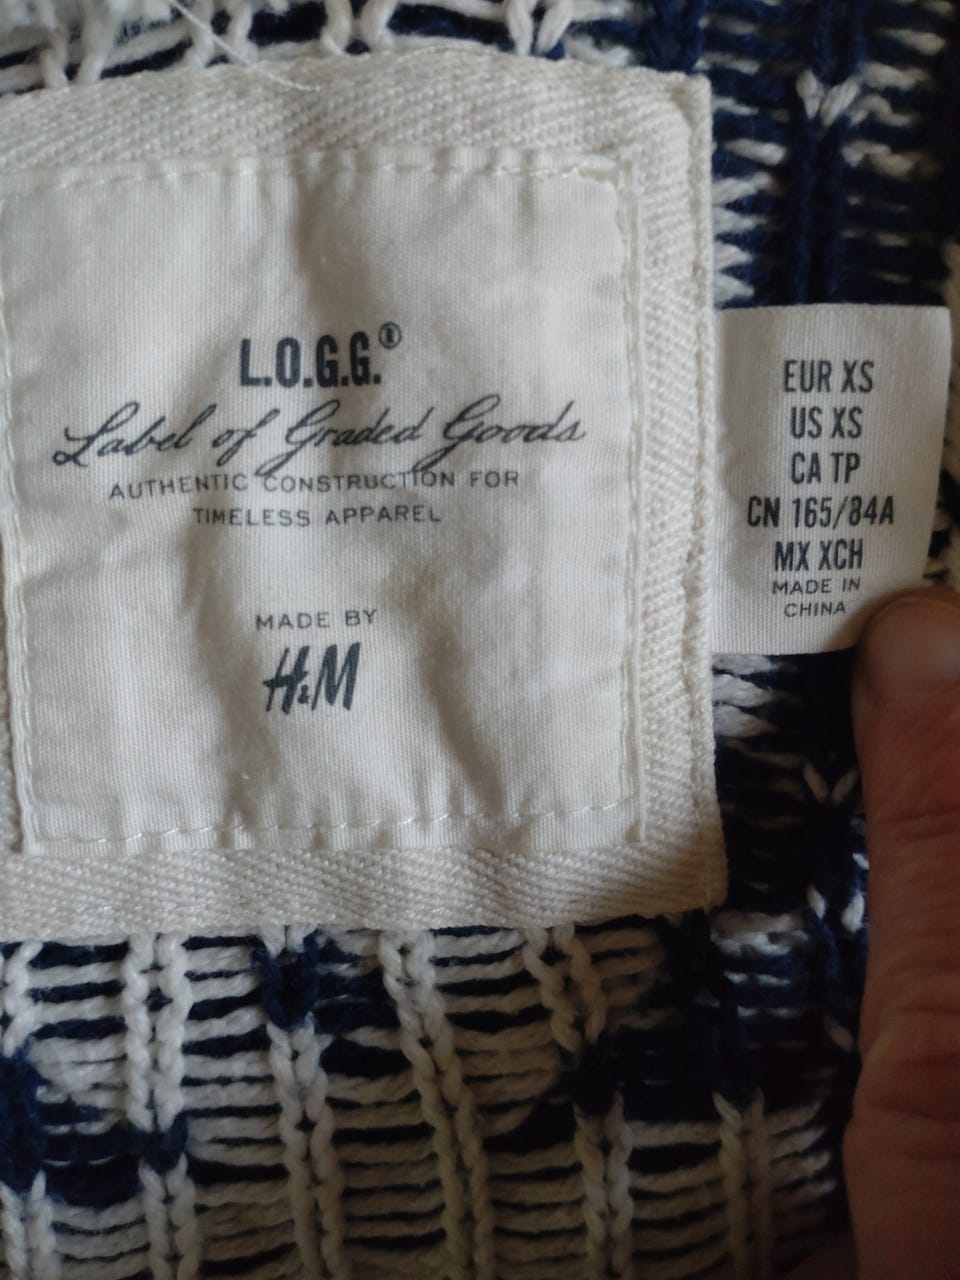 L.O.G.G.®
Label of Graded Goods
AUTHENTIC CONSTRUCTION FOR
TIMELESS APPAREL
MADE BY
H&M
EUR XS
US XS
CA TP
CN 165/84A
MX XCH
MADE IN
CHINA